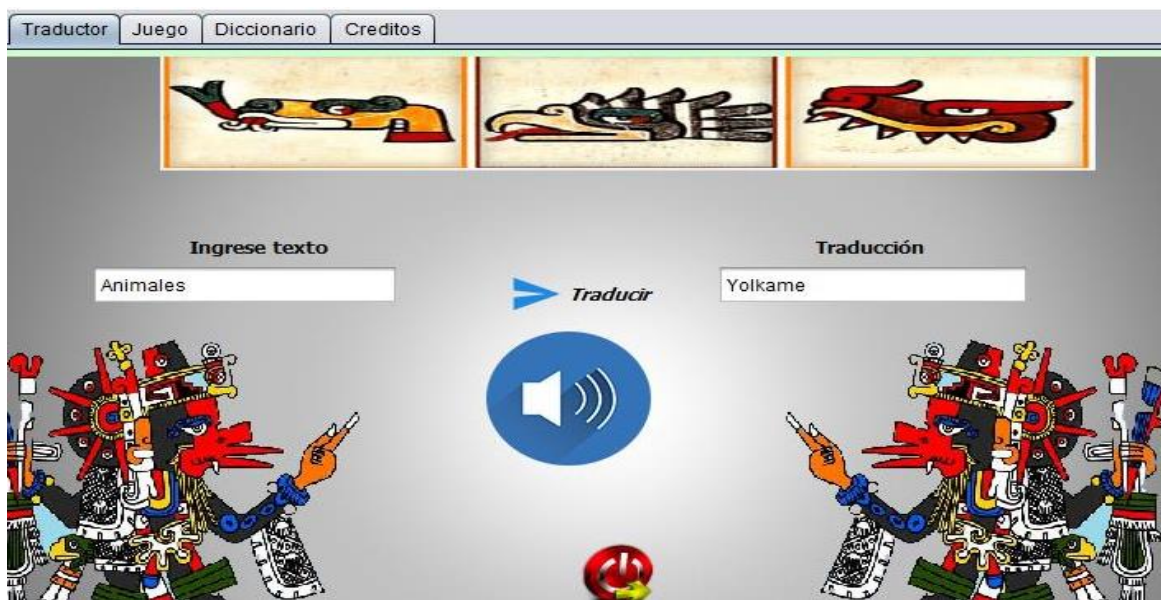 Traductor Juego Diccionario Creditos
Ingrese texto Traducción
Animales Traducir Yolkame